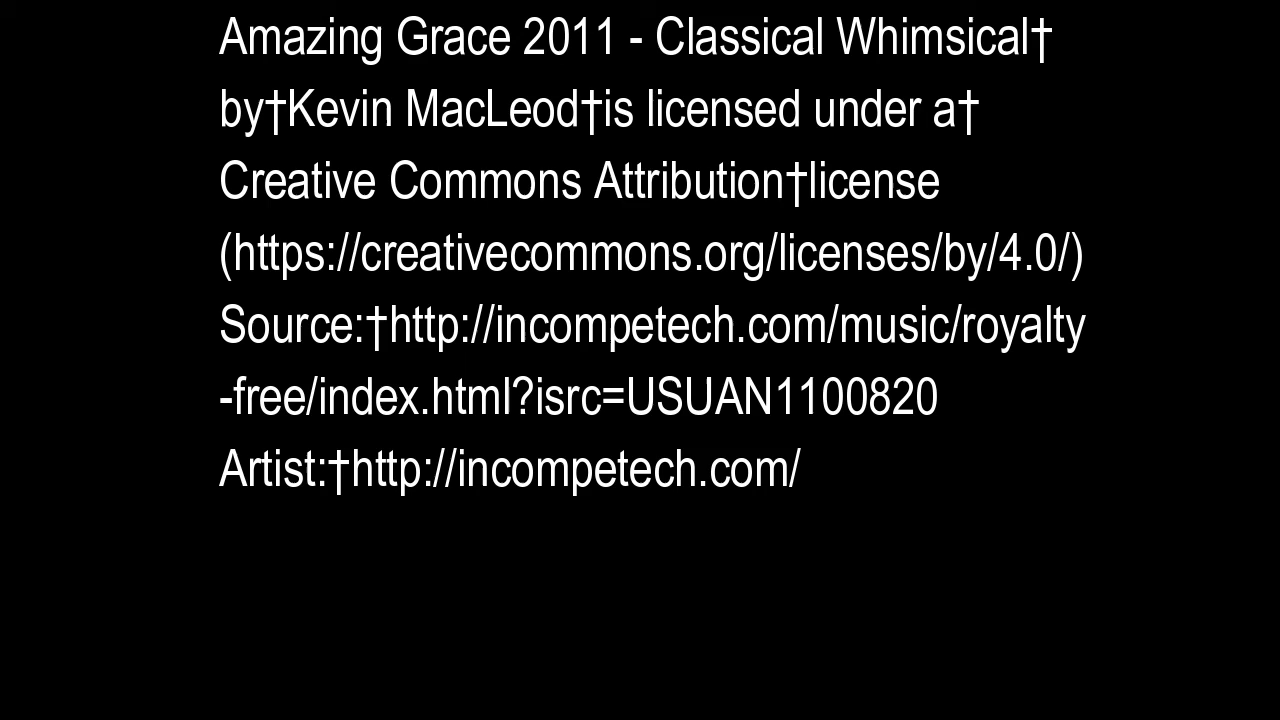 Amazing Grace 2011 - Classical Whimsical†
by†Kevin MacLeod†is licensed under a†
Creative Commons Attribution†license
(https://creativecommons.org/licenses/by/4.0/)
Source:†http://incompetech.com/music/royalty
-free/index.html?isrc=USUAN1100820
Artist:†http://incompetech.com/